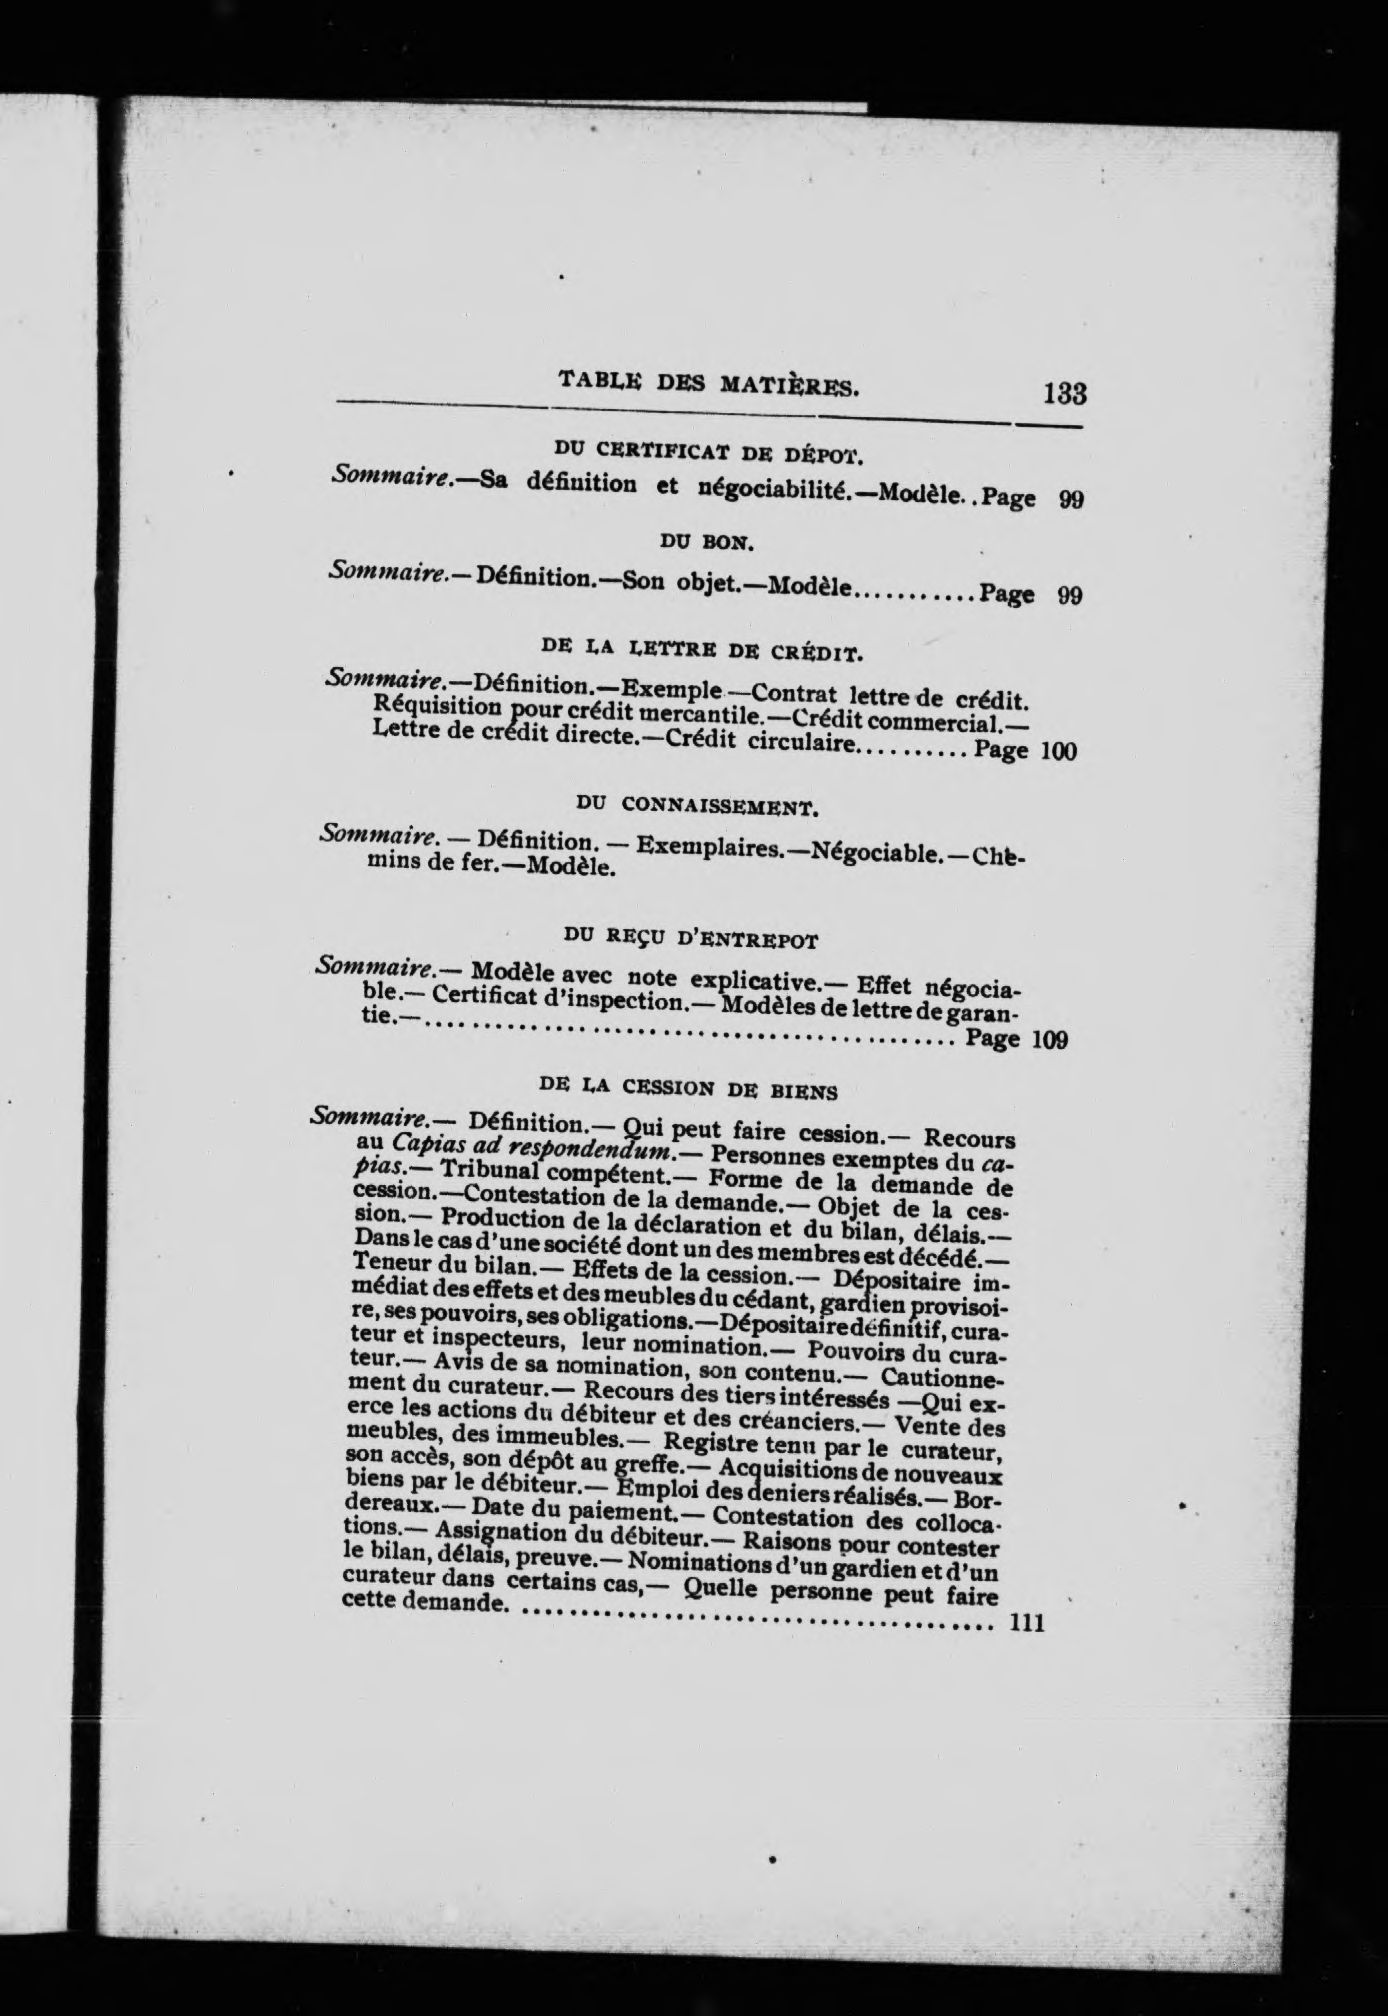 TABLE DES MATIÈRES. 133
DU CERTIFICAT DE DÉPOT.
Sommaire.—Sa définition et négociabilité.—Modèle. .Page 99
DU BON.
Sommaire.— Définition.—Son objet.—Modèle............Page 99
DE LA LETTRE DE CRÉDIT.
Sommaire.—Définition.—Exemple —Contrat lettre de crédit.
Réquisition pour crédit mercantile.—Crédit commercial.—
Lettre de crédit directe.—Crédit circulaire.......... Page 100
DU CONNAISSEMENT.
Sommaire. — Définition. — Exemplaires.—Négociable.—Che-
mins de fer.—Modèle.
DU REÇU D'ENTREPOT
Sommaire.— Modèle avec note explicative.— Effet négocia-
ble.— Certificat d'inspection.— Modèles de lettre de garan-
tie.—.............................................. Page 109
DE LA CESSION DE BIENS
Sommaire.— Définition.— Qui peut faire cession.— Recours
au Capias ad respondendum.— Personnes exemptes du ca-
pias.— Tribunal compétent.— Forme de la demande de
cession.—Contestation de la demande.— Objet de la ces-
sion.— Production de la déclaration et du bilan, délais.—
Dans le cas d'une société dont un des membres est décédé.—
Teneur du bilan.— Effets de la cession.— Dépositaire im-
médiat des effets et des meubles du cédant, gardien provisoi-
re, ses pouvoirs, ses obligations.—Dépositaire définitif, cura-
teur et inspecteurs, leur nomination.— Pouvoirs du cura-
teur.— Avis de sa nomination, son contenu.— Cautionne-
ment du curateur.— Recours des tiers intéressés —Qui ex-
erce les actions du débiteur et des créanciers.— Vente des
meubles, des immeubles.— Registre tenu par le curateur,
son accès, son dépôt au greffe.— Acquisitions de nouveaux
biens par le débiteur.— Emploi des deniers réalisés.— Bor-
dereaux.— Date du paiement.— Contestation des colloca-
tions.— Assignation du débiteur.— Raisons pour contester
le bilan, délais, preuve.— Nominations d'un gardien et d'un
curateur dans certains cas,— Quelle personne peut faire
cette demande. ........................................ 111